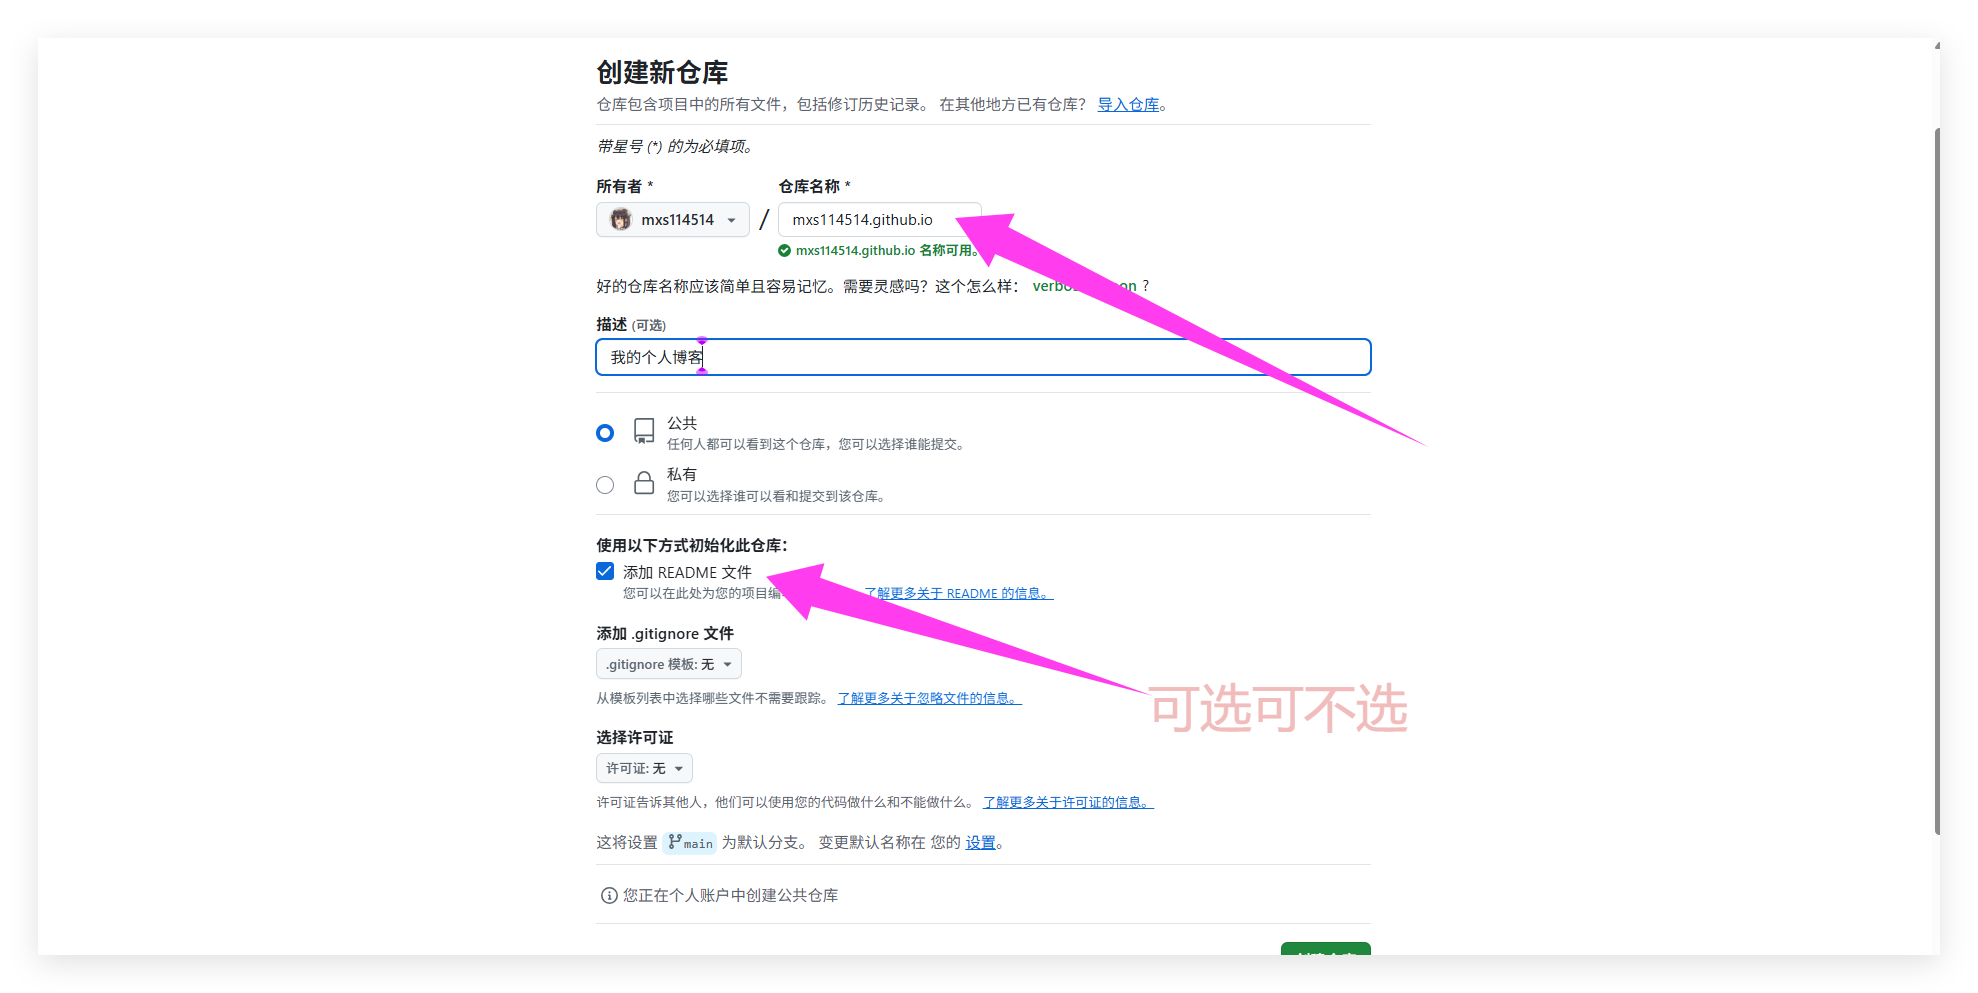 创建新仓库
仓库包含项目中的所有文件，包括修订历史记录。 在其他地方已有仓库？ 导入仓库。
带星号 (*) 的为必填项。
所有者 * 仓库名称 *
mxs114514 / mxs114514.github.io
mxs114514.github.io 名称可用。
好的仓库名称应该简单且容易记忆。需要灵感吗？这个怎么样： ?
描述 (可选)
我的个人博客
公共
任何人都可以看到这个仓库，您可以选择谁能提交。
私有
您可以选择谁可以看和提交到该仓库。
使用以下方式初始化此仓库：
添加 README 文件
您可以在此处为您的项目编 了解更多关于 README 的信息。
添加 .gitignore 文件
.gitignore 模板: 无
从模板列表中选择哪些文件不需要跟踪。 了解更多关于忽略文件的信息。
可选可不选
选择许可证
许可证: 无
许可证告诉其他人，他们可以使用您的代码做什么和不能做什么。 了解更多关于许可证的信息。
这将设置 main 为默认分支。 变更默认名称在 您的 设置。
您正在个人账户中创建公共仓库